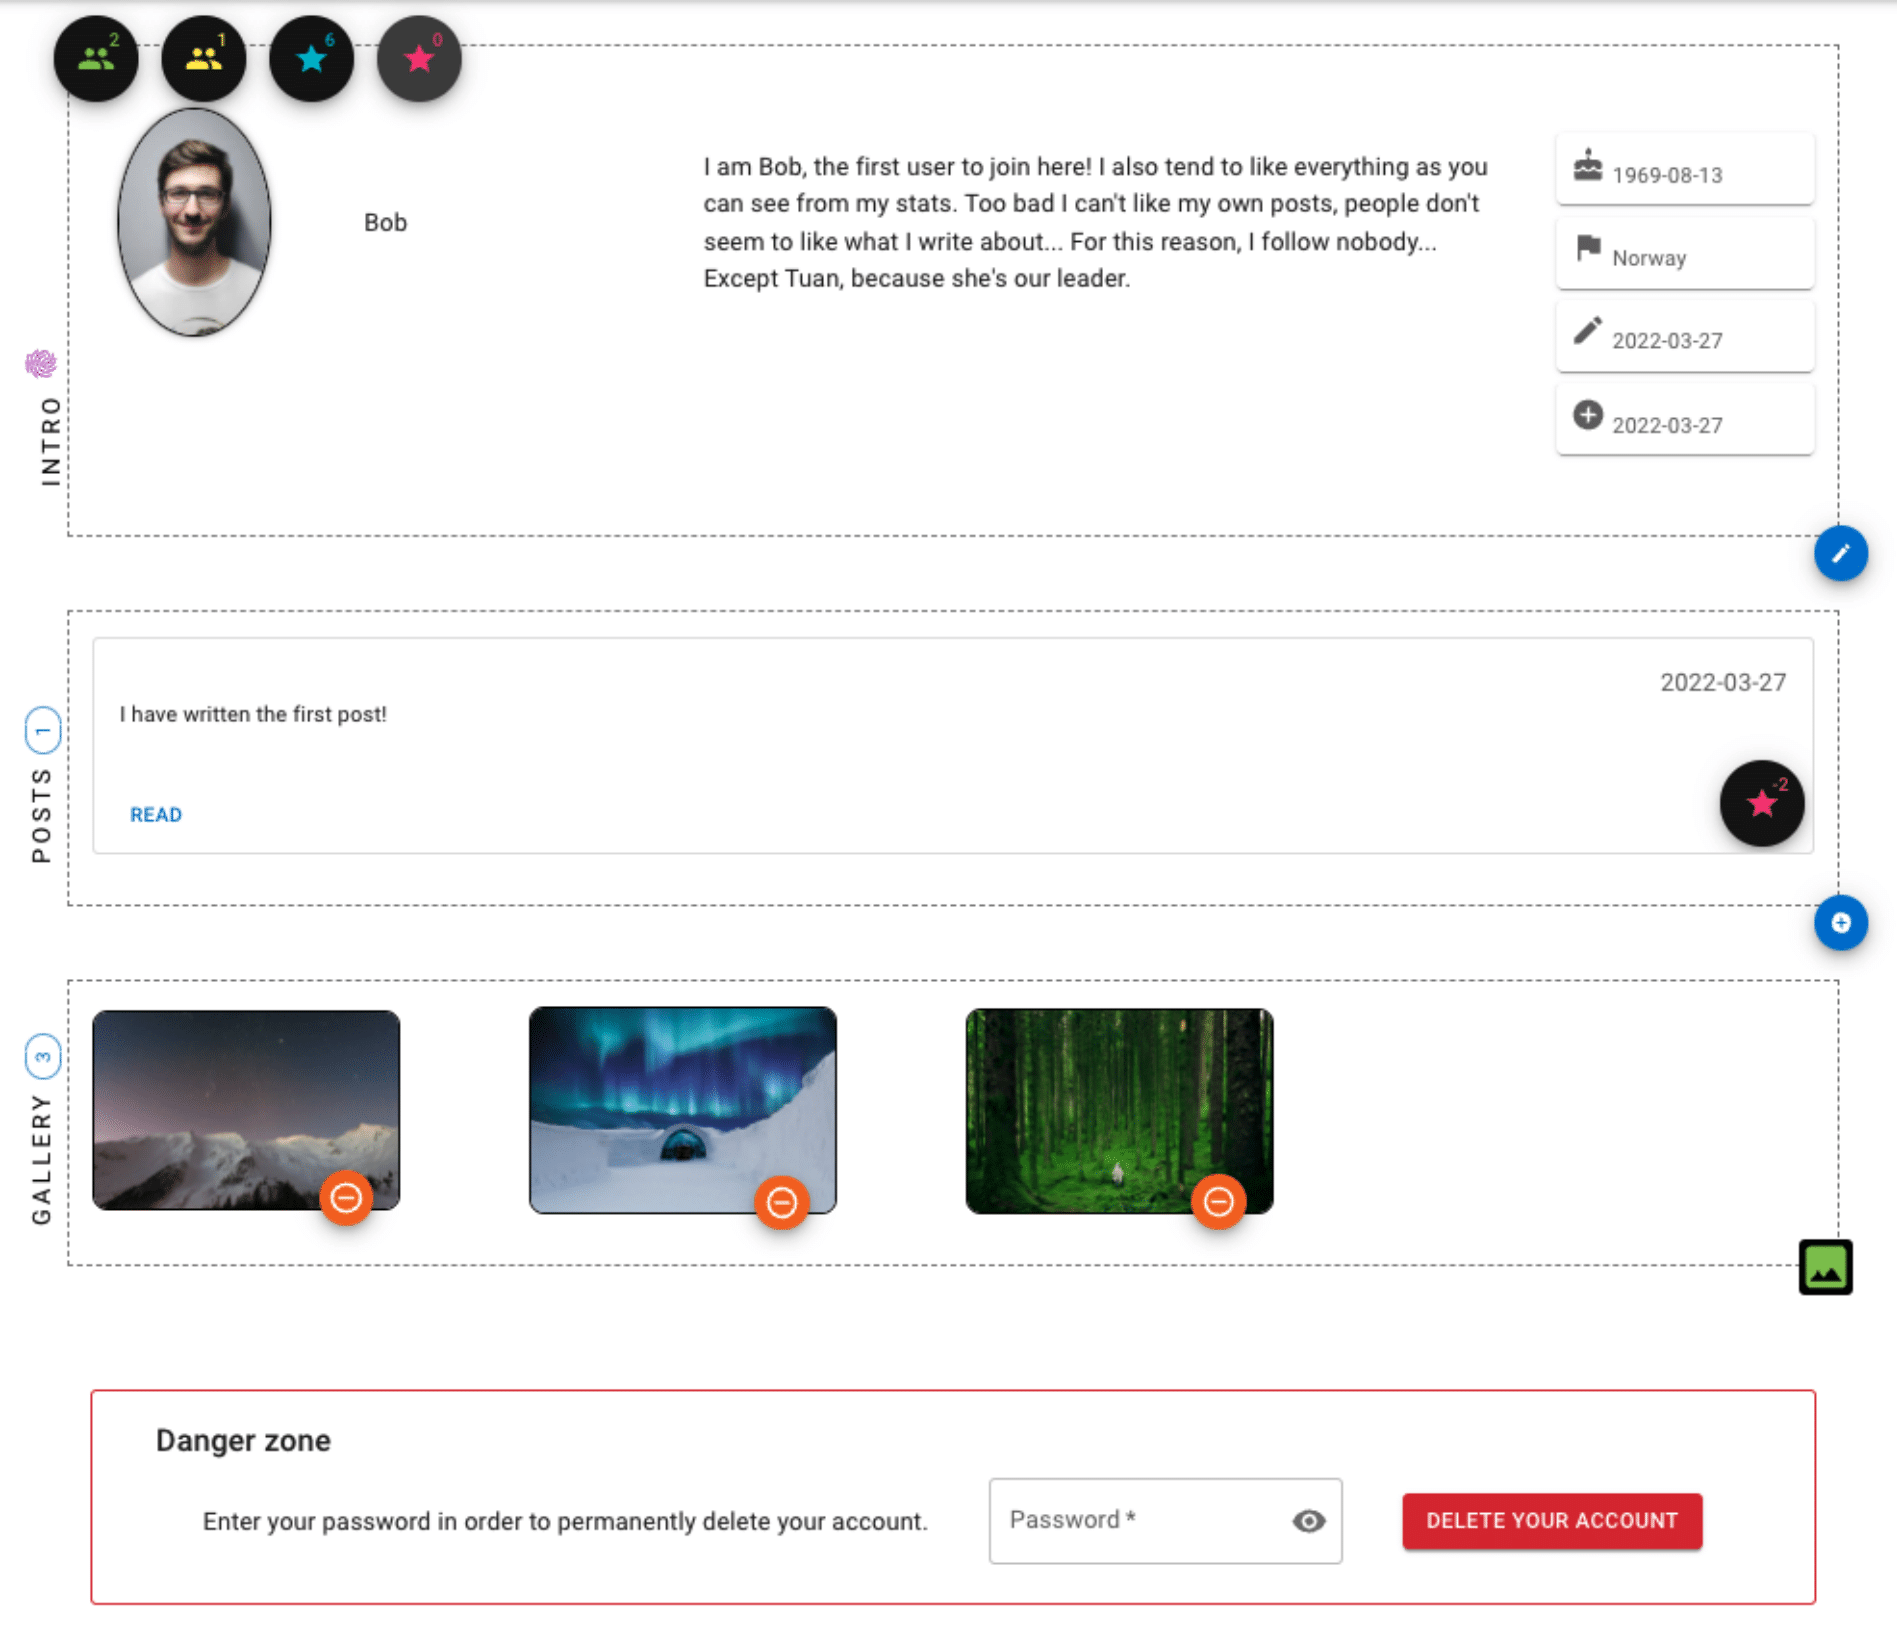 2
1
6
0
Bob
I am Bob, the first user to join here! I also tend to like everything as you
can see from my stats. Too bad I can't like my own posts, people don't
seem to like what I write about... For this reason, I follow nobody...
Except Tuan, because she's our leader.
1969-08-13
Norway
2022-03-27
2022-03-27
INTRO
POSTS 1
2022-03-27
I have written the first post!
-2
READ
GALLERY 3
Danger zone
Enter your password in order to permanently delete your account.
Password *
DELETE YOUR ACCOUNT